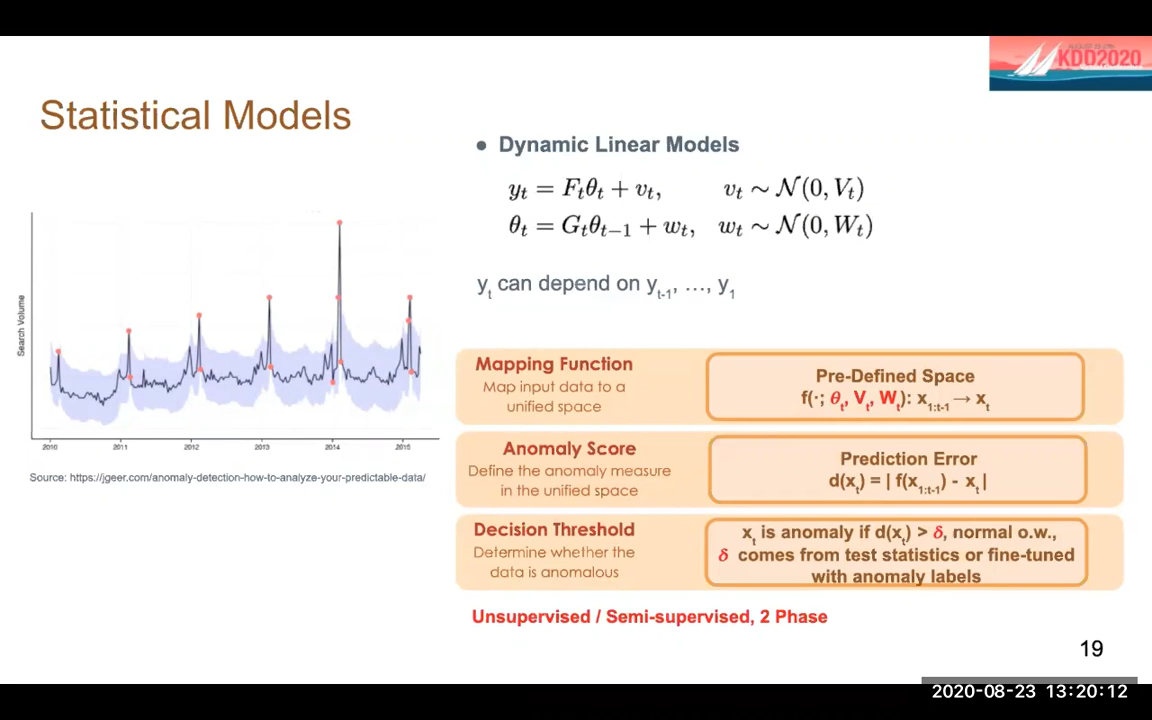 KDD2020
Statistical Models
● Dynamic Linear Models
yₜ = Fₜθₜ + vₜ, vₜ ∼ 𝒩(0, Vₜ)
θₜ = Gₜθₜ₋₁ + wₜ, wₜ ∼ 𝒩(0, Wₜ)
yₜ can depend on yₜ₋₁, …, y₁
Search Volume
2010 2011 2012 2013 2014 2015
Source: https://jgeer.com/anomaly-detection-how-to-analyze-your-predictable-data/
Mapping Function
Map input data to a
unified space
Pre-Defined Space
f(·; θₜ, Vₜ, Wₜ): x₁:ₜ₋₁ → xₜ
Anomaly Score
Define the anomaly measure
in the unified space
Prediction Error
d(xₜ) = | f(x₁:ₜ₋₁) - xₜ |
Decision Threshold
Determine whether the
data is anomalous
xₜ is anomaly if d(xₜ) > δ, normal o.w.,
δ comes from test statistics or fine-tuned
with anomaly labels
Unsupervised / Semi-supervised, 2 Phase
19
2020-08-23 13:20:12